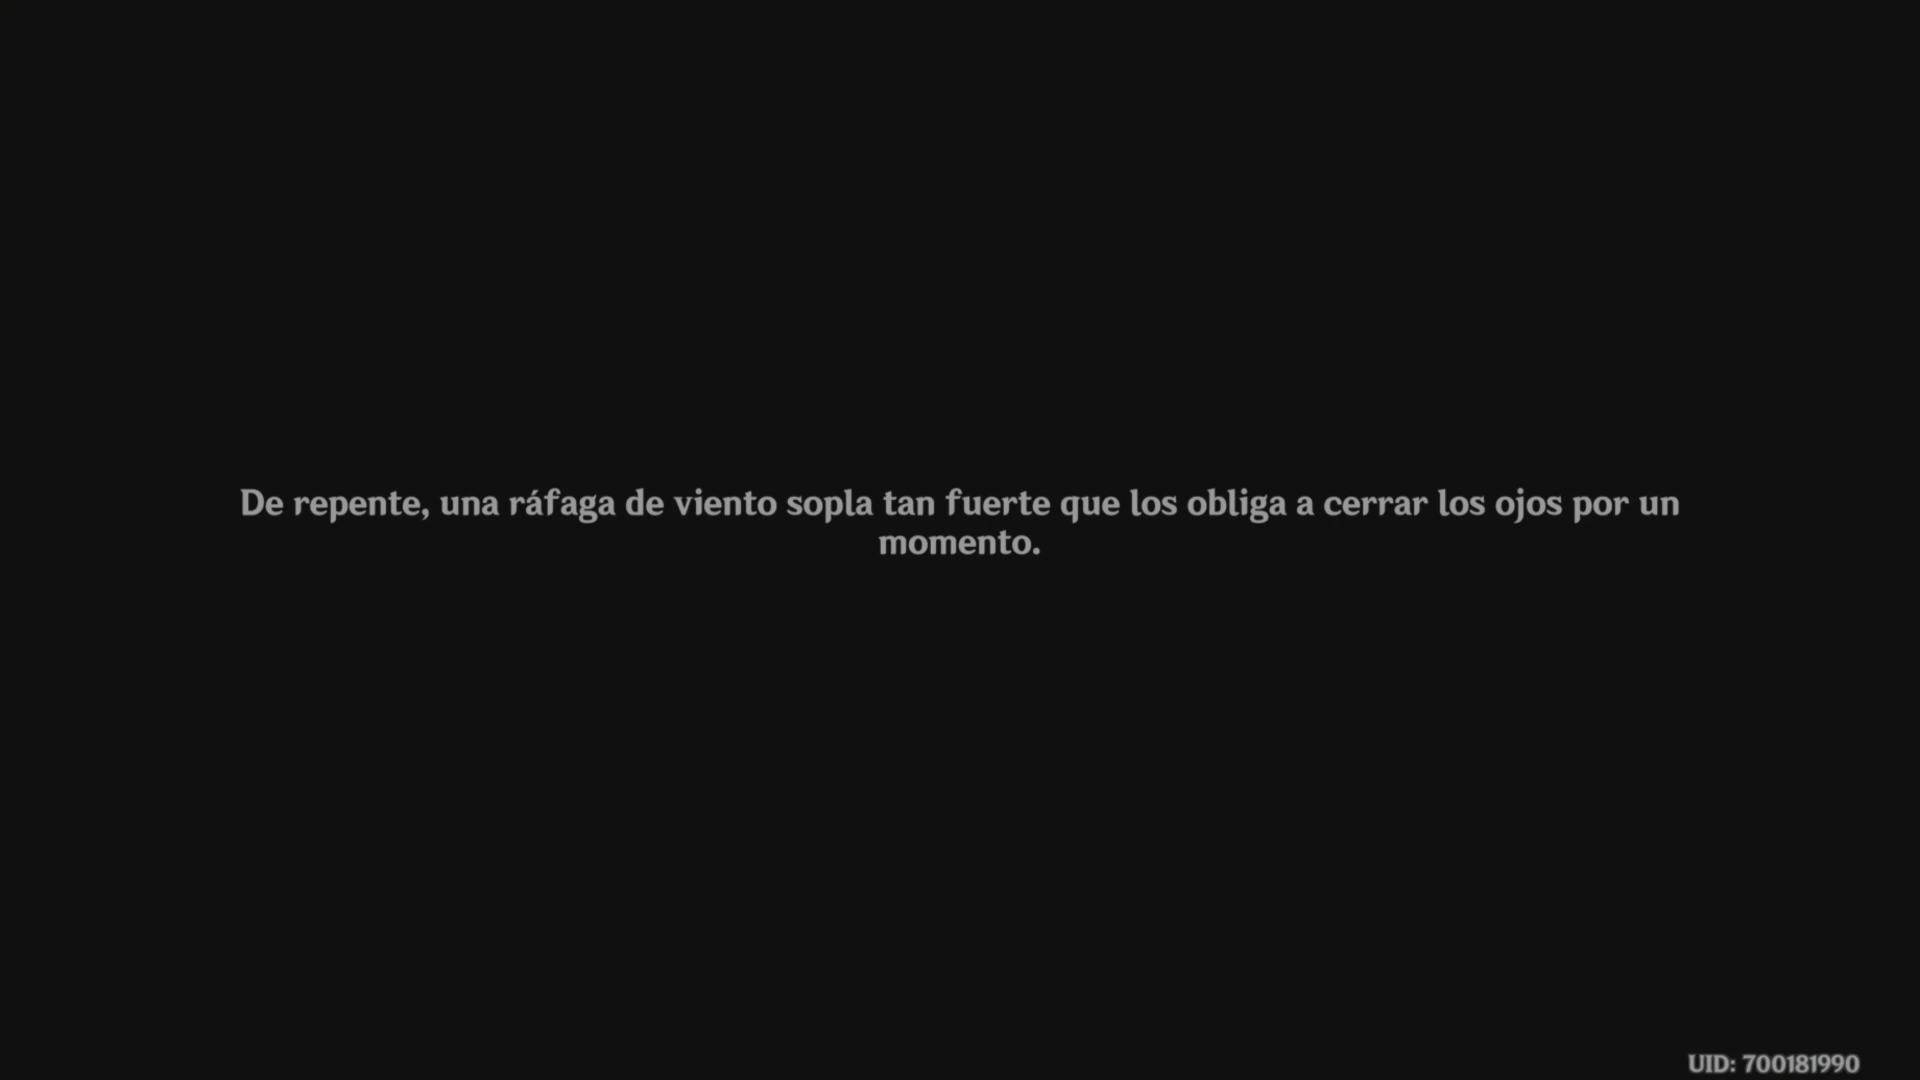 De repente, una ráfaga de viento sopla tan fuerte que los obliga a cerrar los ojos por un
momento.
UID: 700181990